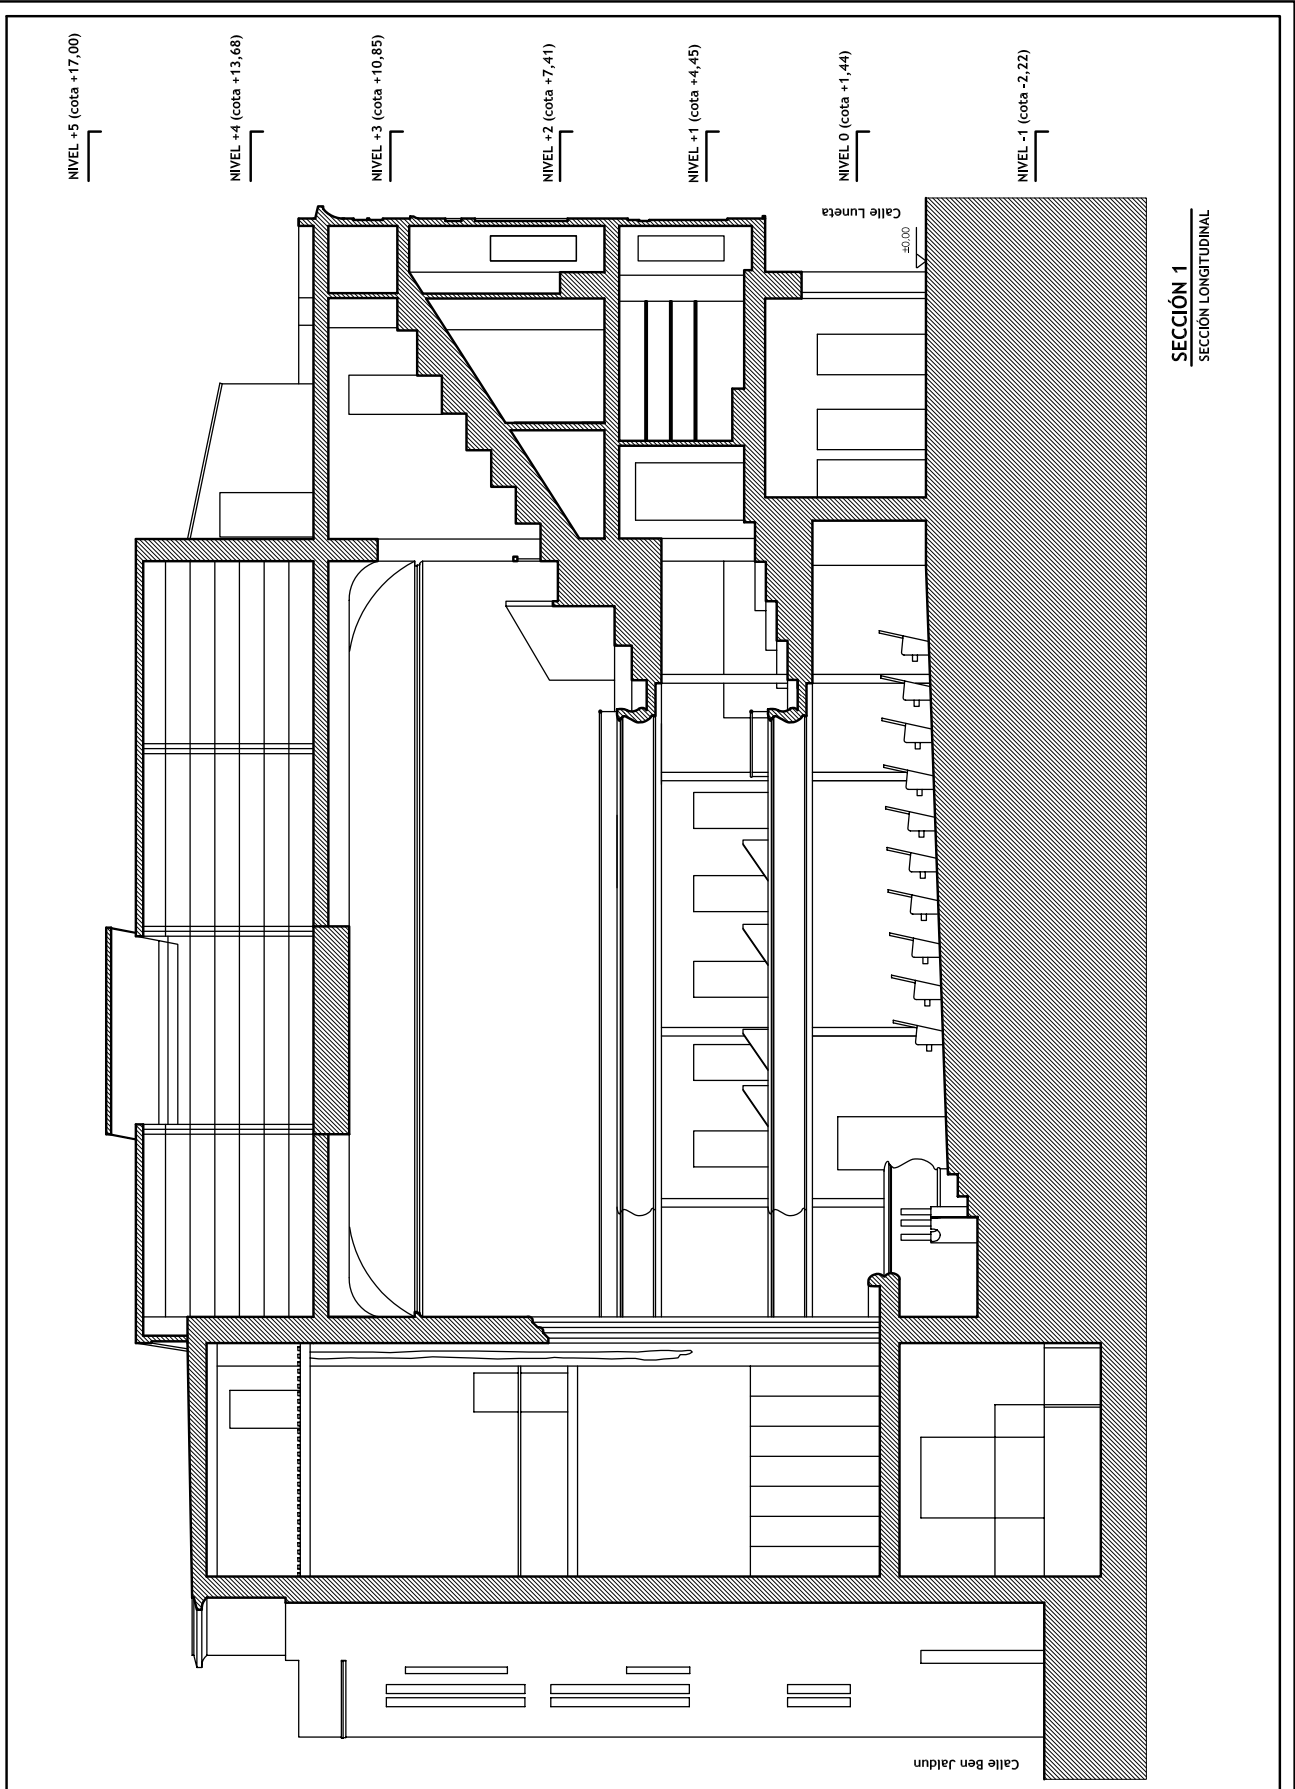 NIVEL +5 (cota +17,00)
NIVEL +4 (cota +13,68)
NIVEL +3 (cota +10,85)
NIVEL +2 (cota +7,41)
NIVEL +1 (cota +4,45)
NIVEL 0 (cota +1,44)
NIVEL -1 (cota -2,22)
Calle Luneta
±0.00
Calle Ben Jaldun
SECCIÓN 1
SECCIÓN LONGITUDINAL